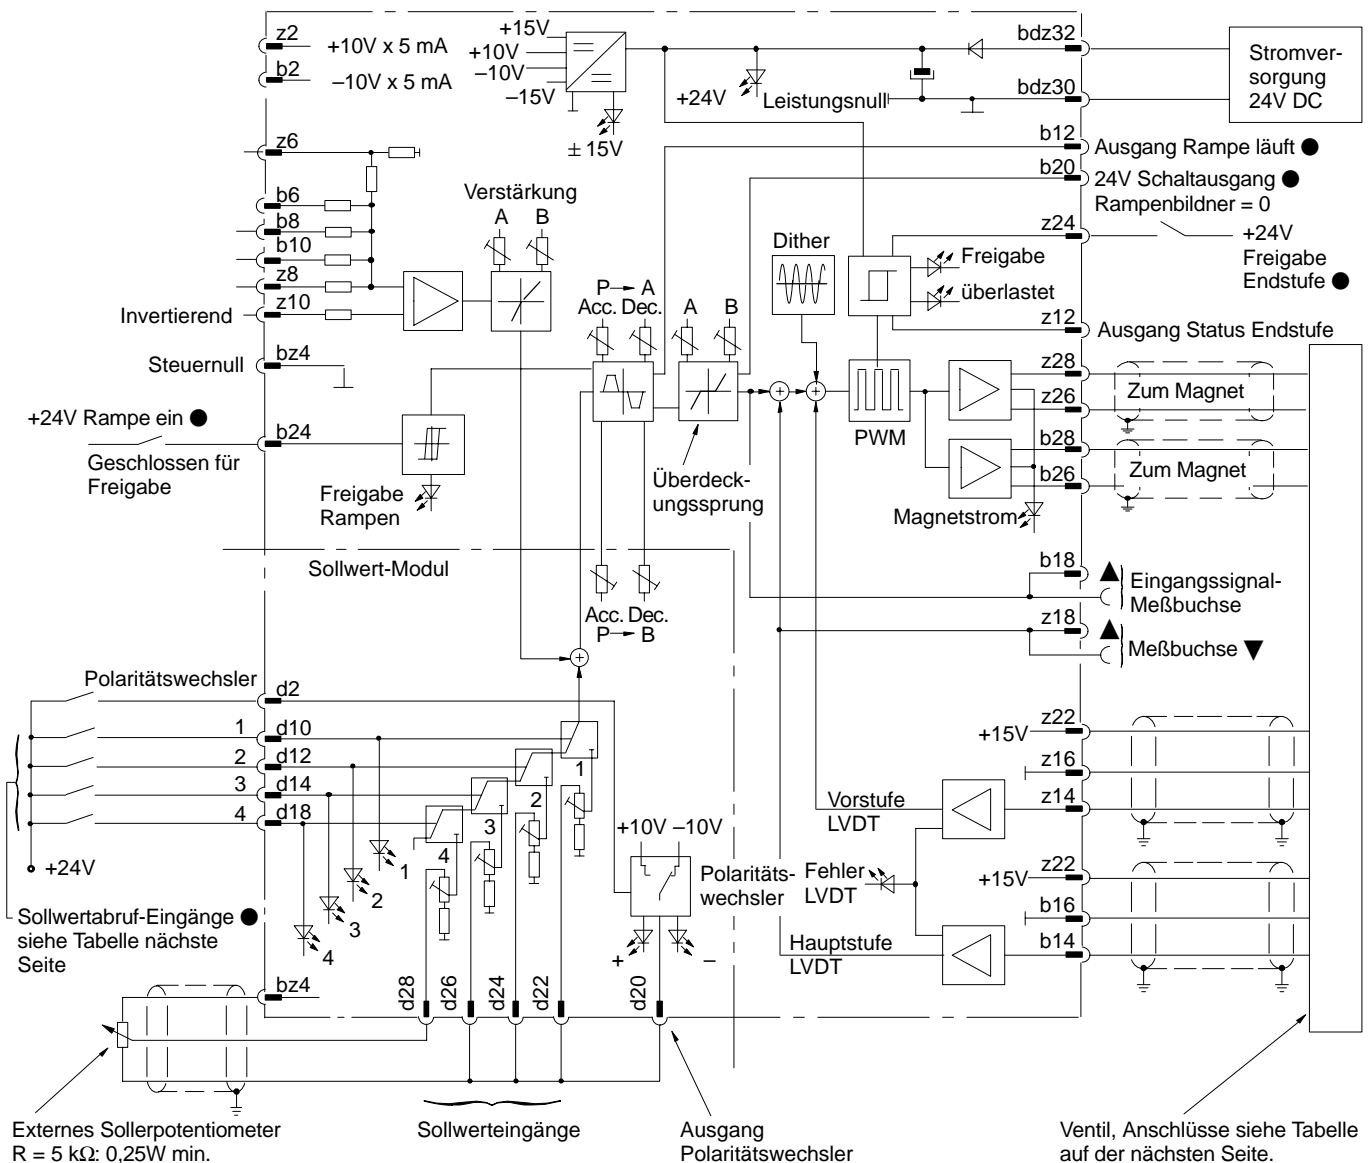 z2
+10V x 5 mA
b2
–10V x 5 mA
+15V
+10V
–10V
–15V
± 15V
+24V
Leistungsnull
bdz32
bdz30
Stromver-
sorgung
24V DC
z6
b6
b8
b10
z8
z10
Invertierend
Verstärkung
A B
b12
Ausgang Rampe läuft ●
b20
24V Schaltausgang ●
Rampenbildner = 0
z24
+24V
Freigabe
Endstufe ●
Dither
Freigabe
überlastet
z12
Ausgang Status Endstufe
P → A
Acc. Dec.
A B
Steuernull
bz4
+24V Rampe ein ●
b24
Geschlossen für
Freigabe
Freigabe
Rampen
Überdeck-
ungssprung
PWM
z28
Zum Magnet
z26
b28
Zum Magnet
b26
Magnetstrom
Sollwert-Modul
Acc. Dec.
P → B
b18
▲
Eingangssignal-
Meßbuchse
z18
▲
Meßbuchse ▼
Polaritätswechsler
d2
1 d10
2 d12
3 d14
4 d18
+24V
Sollwertabruf-Eingänge ●
siehe Tabelle nächste
Seite
1
2
3
4
1
1
2
3
4
+10V –10V
Polaritäts-
wechsler
+ –
z22
+15V
z16
z14
Vorstufe
LVDT
Fehler
LVDT
z22
+15V
b16
b14
Hauptstufe
LVDT
bz4
d28
d26
d24
d22
d20
Externes Sollerpotentiometer
R = 5 kΩ: 0,25W min.
Sollwerteingänge
Ausgang
Polaritätswechsler
Ventil, Anschlüsse siehe Tabelle
auf der nächsten Seite.